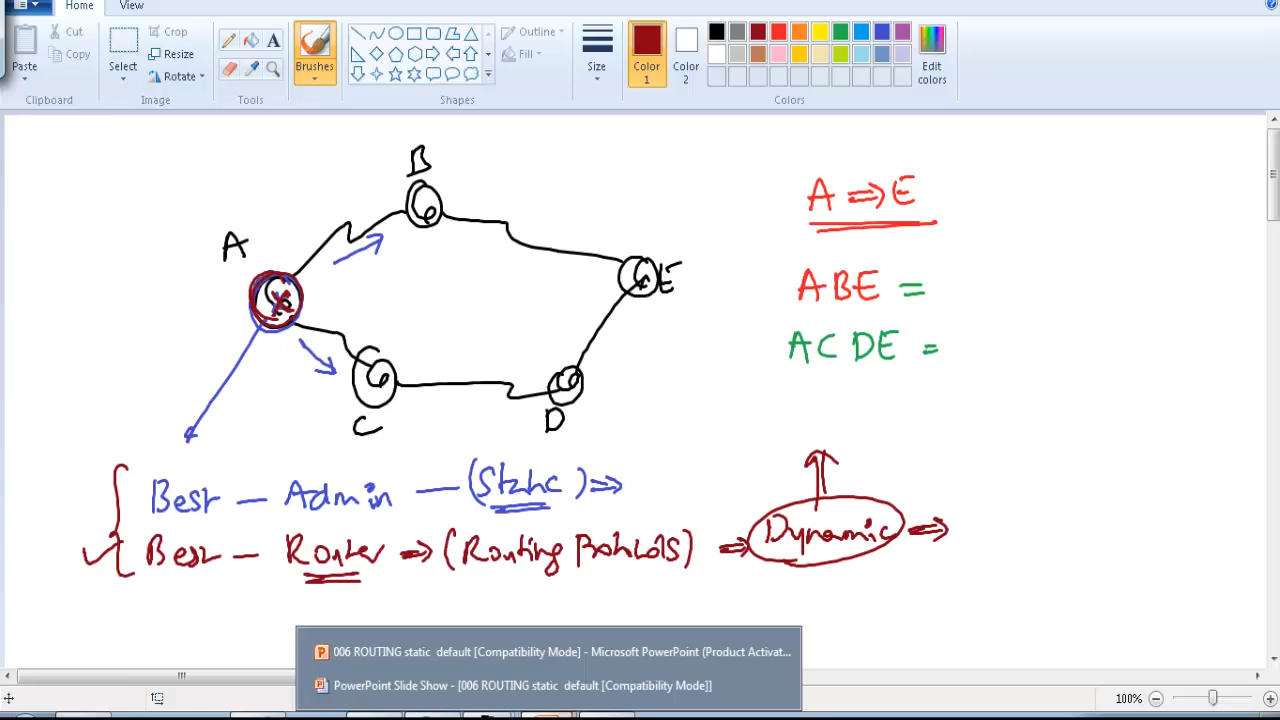 Home View
Paste
Cut
Copy
Clipboard
Select
Crop
Resize
Rotate
Image
A
Tools
Brushes
Outline
Fill
Shapes
Size
Color 1
Color 2
Edit colors
Colors
B
A
E
C
D
A ⇒ E
ABE =
ACDE =
Best — Admin — (Static) ⇒
Best — Router ⇒ (Routing Protocols) ⇒ Dynamic ⇒
006 ROUTING static default [Compatibility Mode] - Microsoft PowerPoint (Product Activat...
PowerPoint Slide Show - [006 ROUTING static default [Compatibility Mode]]
100%